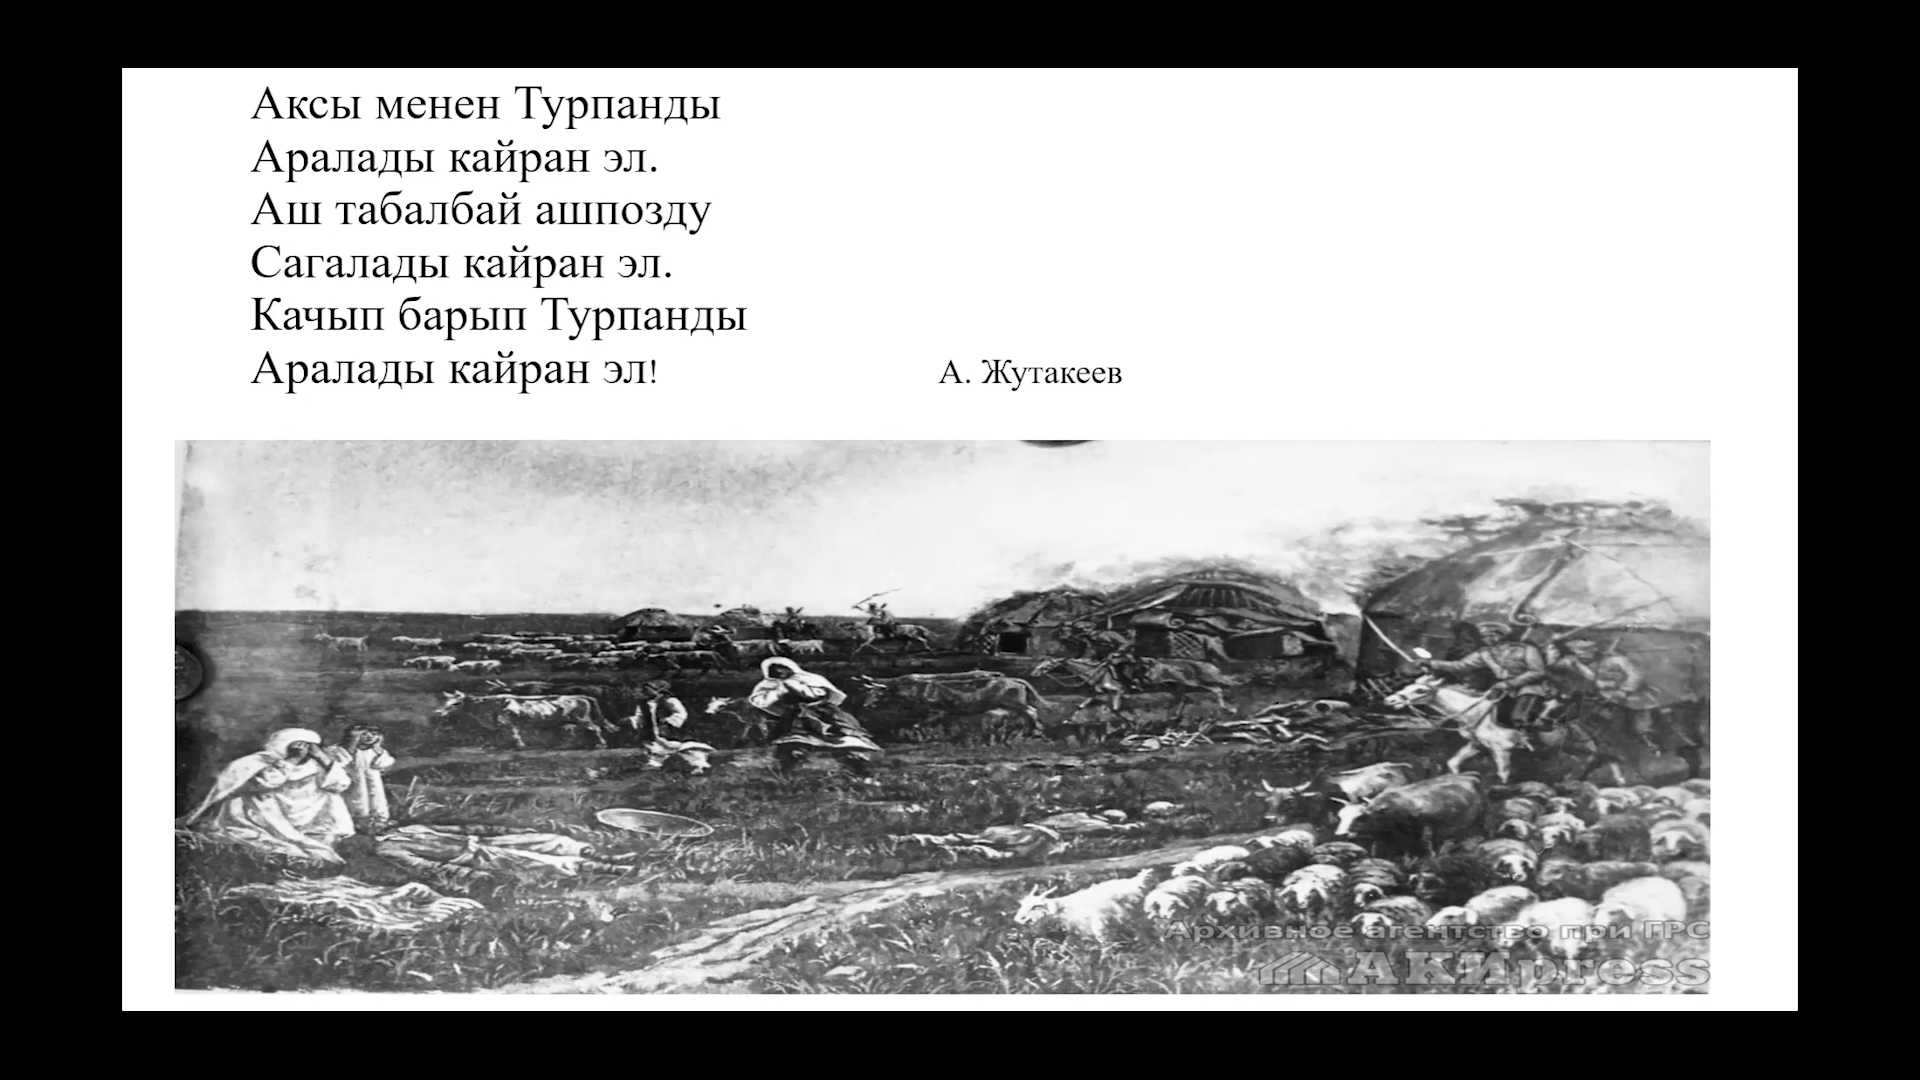 Аксы менен Турпанды
Аралады кайран эл.
Аш табалбай ашпозду
Сагалады кайран эл.
Качып барып Турпанды
Аралады кайран эл!
А. Жутакеев
Архивное агентство при ГРС
АКИpress